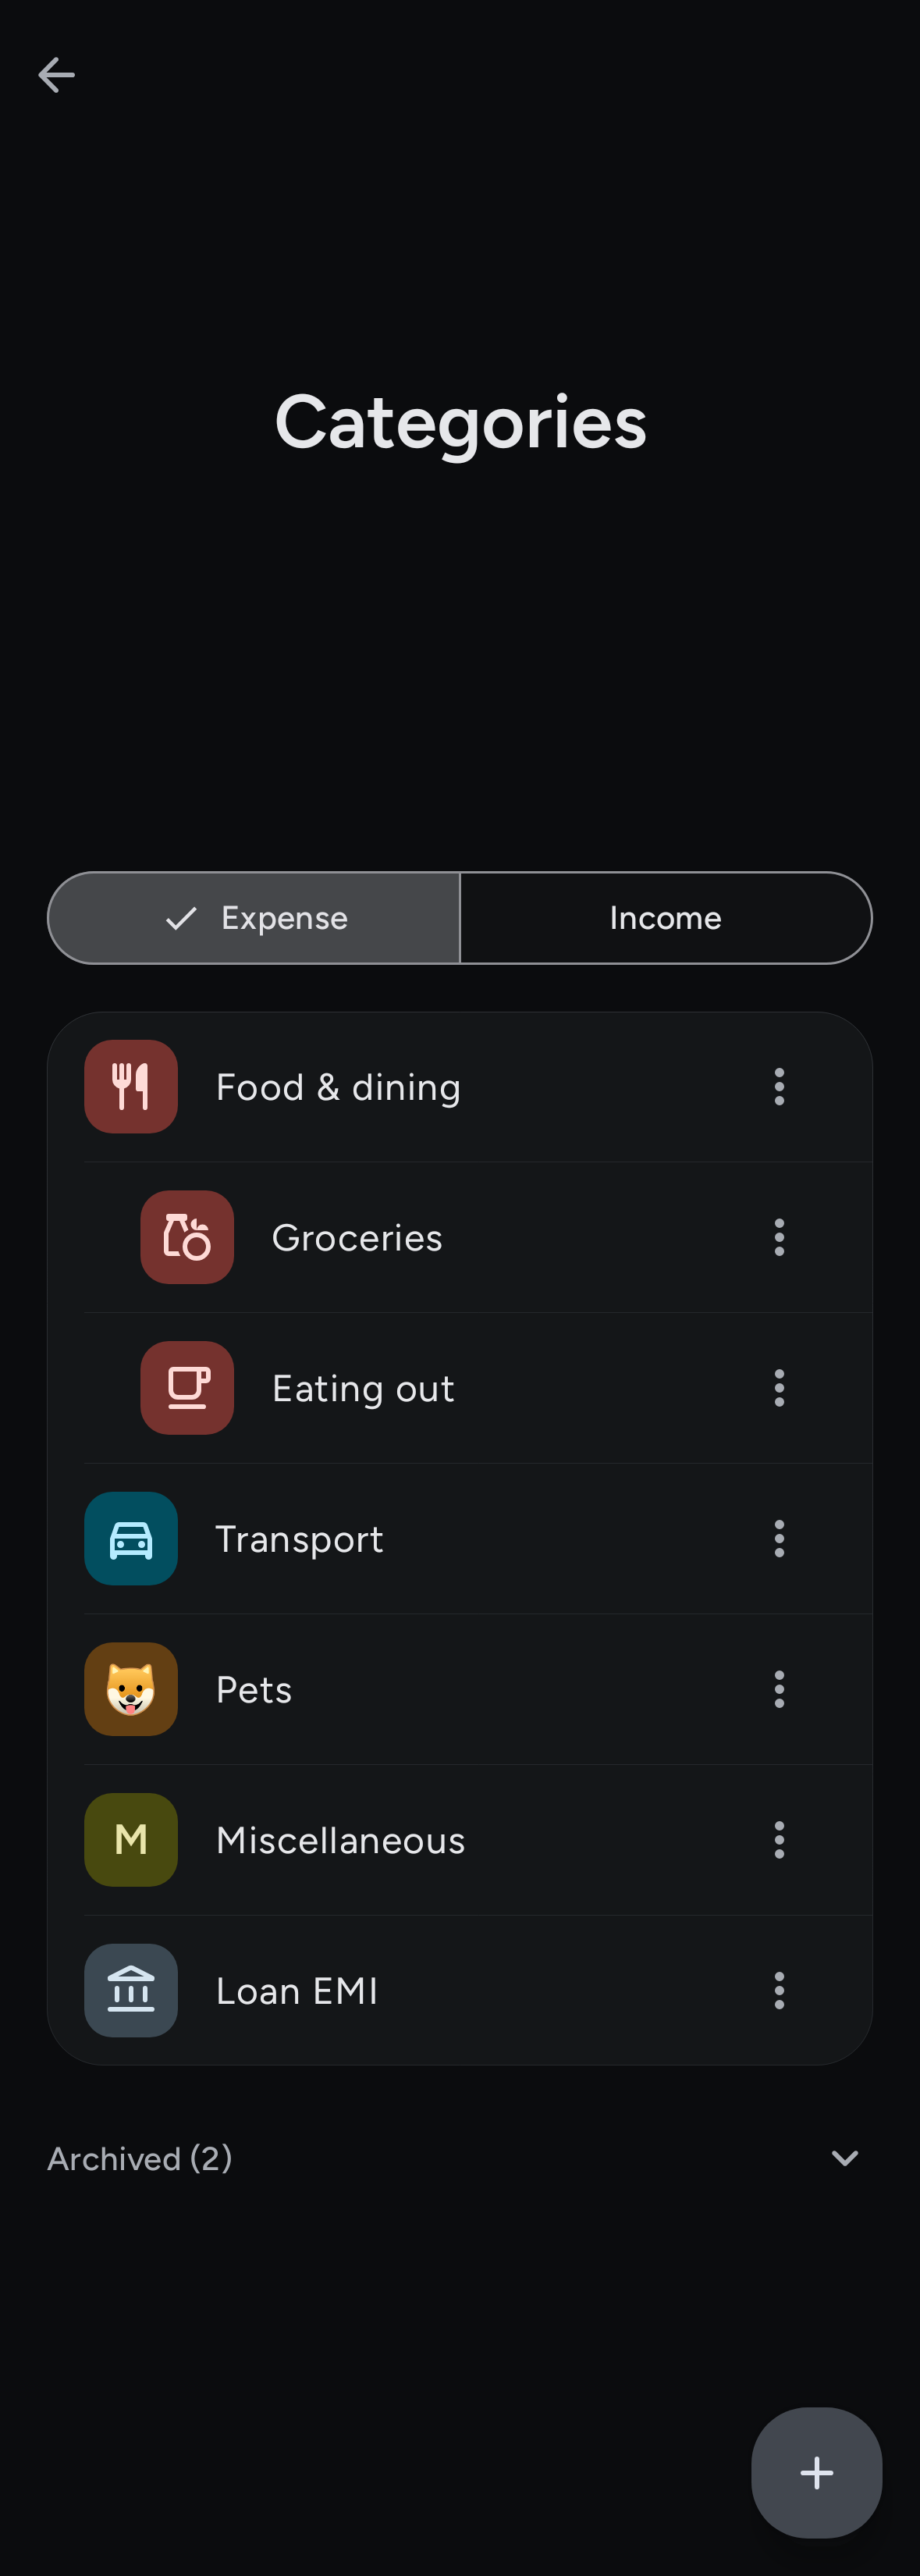 Categories
Expense
Income
Food & dining
Groceries
Eating out
Transport
Pets
M
Miscellaneous
Loan EMI
Archived (2)